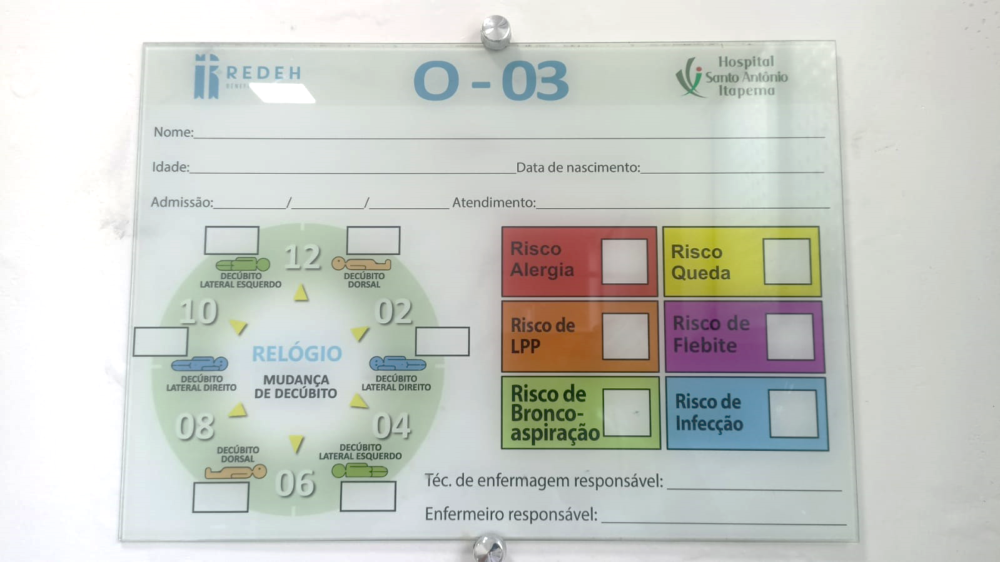 REDEH
O - 03
Hospital
Santo Antônio
Itapema
Nome:
Idade: Data de nascimento:
Admissão: / / Atendimento:
12
DECÚBITO
LATERAL ESQUERDO
DECÚBITO
DORSAL
10
02
RELÓGIO
MUDANÇA
DE DECÚBITO
DECÚBITO
LATERAL DIREITO
DECÚBITO
LATERAL DIREITO
08
04
DECÚBITO
DORSAL
DECÚBITO
LATERAL ESQUERDO
06
Risco
Alergia
Risco
Queda
Risco de
LPP
Risco de
Flebite
Risco de
Bronco-
aspiração
Risco de
Infecção
Téc. de enfermagem responsável:
Enfermeiro responsável: